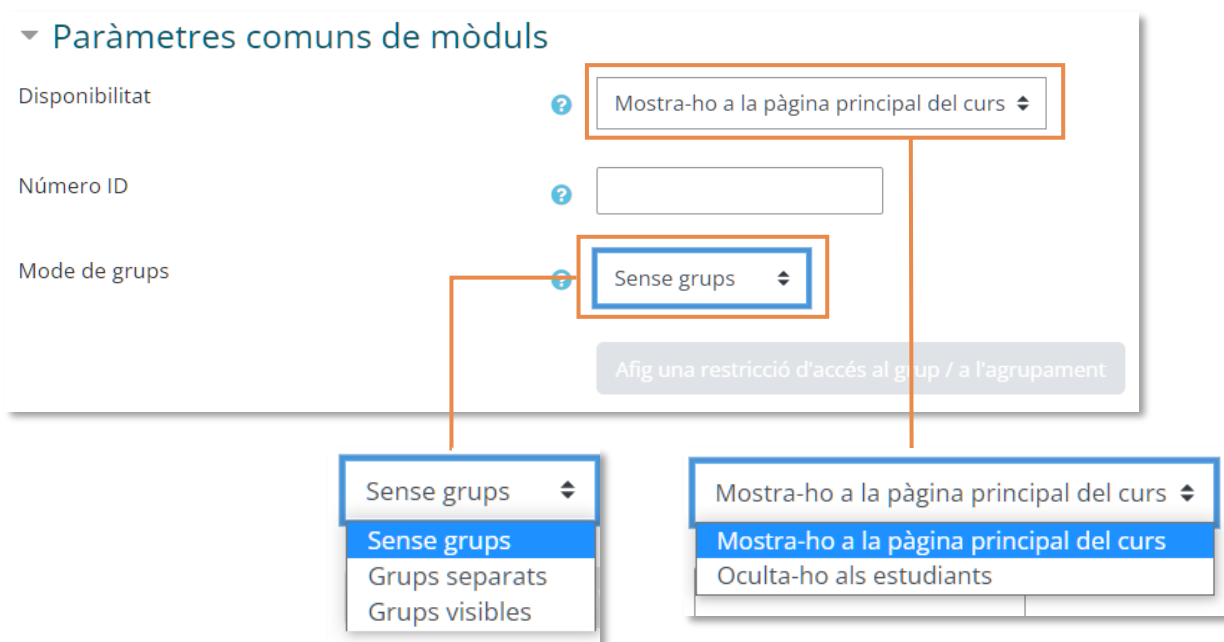 Paràmetres comuns de mòduls
Disponibilitat
Mostra-ho a la pàgina principal del curs
Número ID
Mode de grups
Sense grups
Afig una restricció d'accés al grup / a l'agrupament
Sense grups
Sense grups
Grups separats
Grups visibles
Mostra-ho a la pàgina principal del curs
Mostra-ho a la pàgina principal del curs
Oculta-ho als estudiants